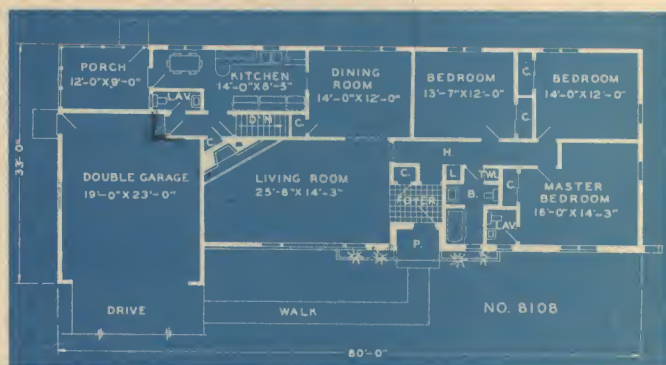 PORCH
12'-0"X9'-0"
KITCHEN
14'-0"X8'-5"
DINING
ROOM
14'-0"X12'-0"
BEDROOM
13'-7"X12'-0"
C.
BEDROOM
14'-0"X12'-0"
LAV.
D'N
C.
C.
C.
33'-0"
DOUBLE GARAGE
19'-0"X23'-0"
LIVING ROOM
25'-8"X14'-3"
H.
C.
L.
TWL.
B.
C.
FOYER
MASTER
BEDROOM
16'-0"X14'-3"
LAV.
P.
DRIVE
WALK
NO. 8108
80'-0"